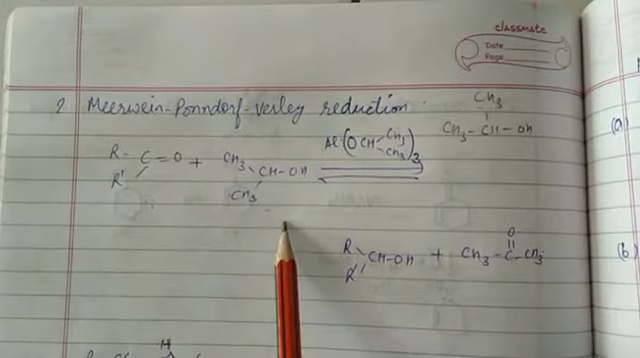 classmate
Date
Page
2. Meerwein-Ponndorf-Verley reduction
CH3
CH3-CH-OH
R
R'
C=O + CH3
CH3
CH-OH
Al(OCH
CH3
CH3
)3
R
R'
CH-OH + CH3-C-CH3
O
(a)
(b)
H